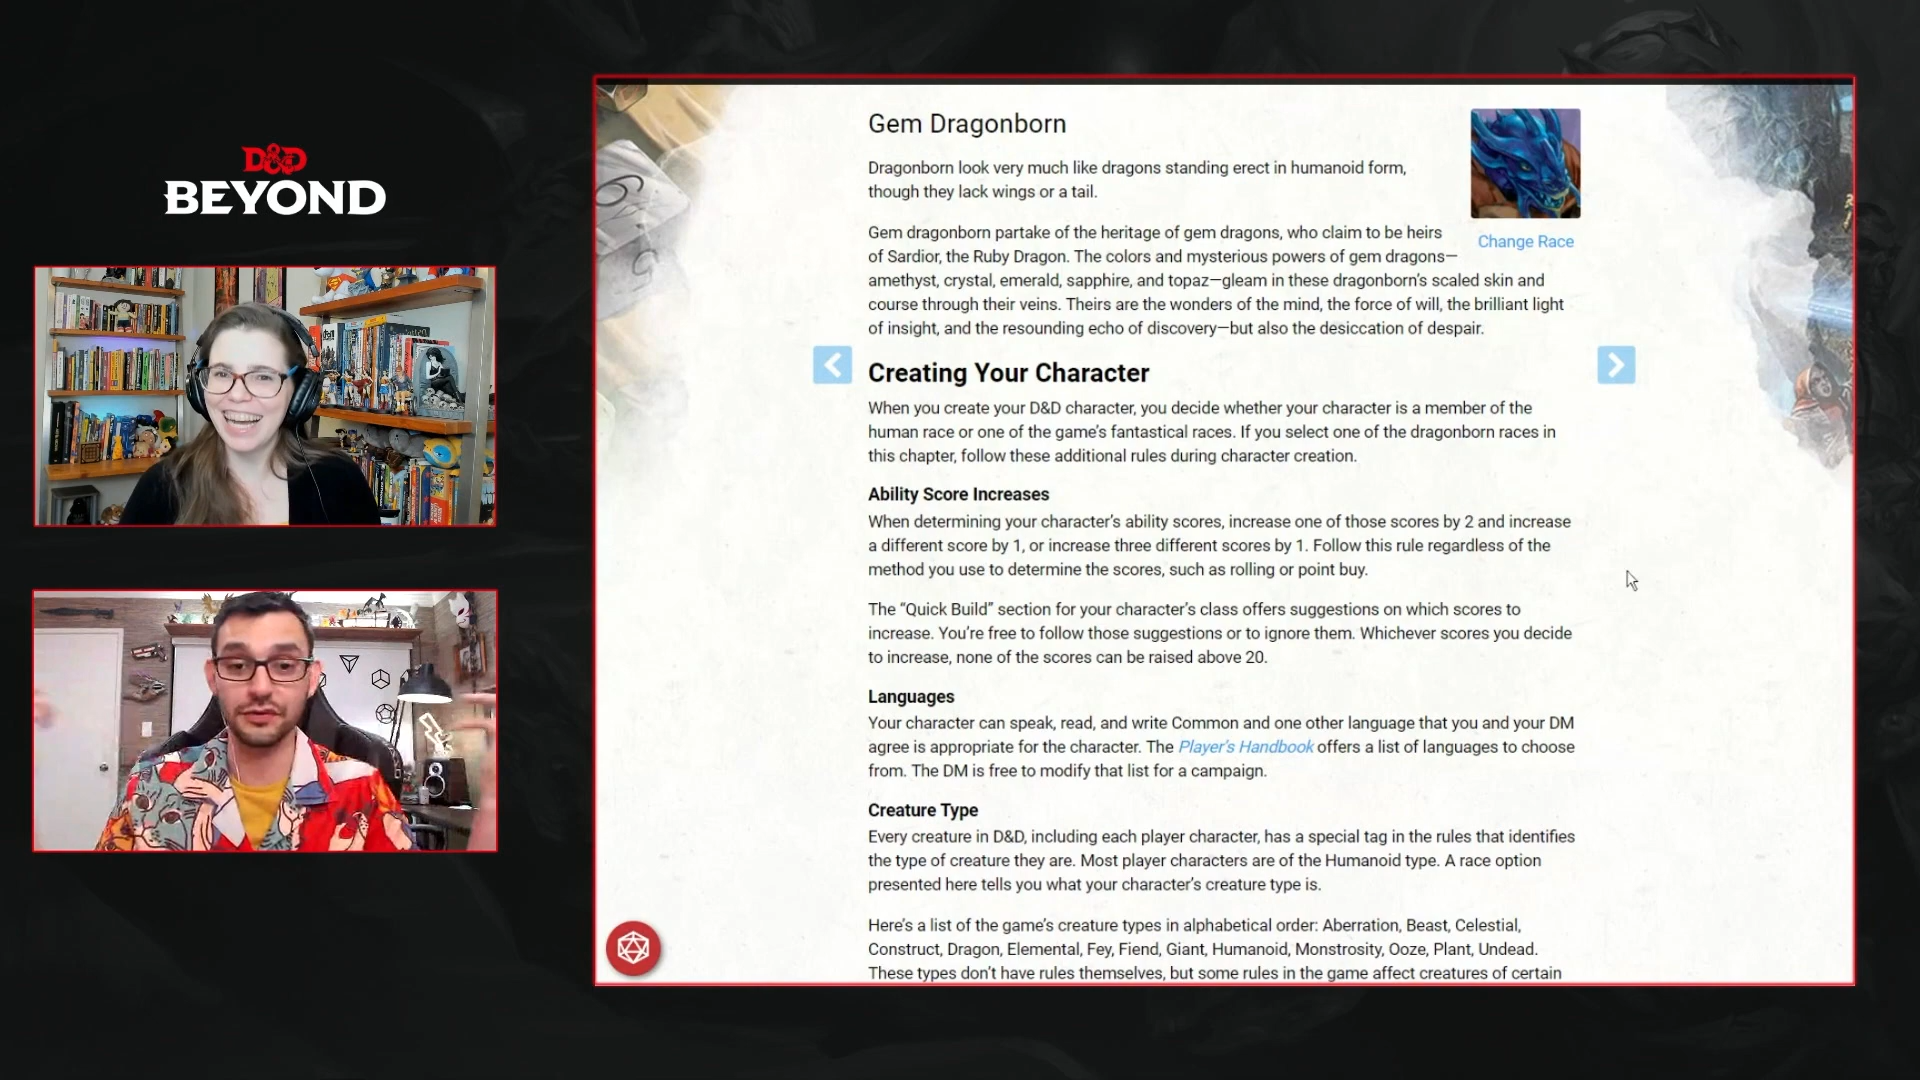 D&D
BEYOND
Gem Dragonborn
Dragonborn look very much like dragons standing erect in humanoid form,
though they lack wings or a tail.
Gem dragonborn partake of the heritage of gem dragons, who claim to be heirs
of Sardior, the Ruby Dragon. The colors and mysterious powers of gem dragons—
amethyst, crystal, emerald, sapphire, and topaz—gleam in these dragonborn's scaled skin and
course through their veins. Theirs are the wonders of the mind, the force of will, the brilliant light
of insight, and the resounding echo of discovery—but also the desiccation of despair.
Change Race
Creating Your Character
When you create your D&D character, you decide whether your character is a member of the
human race or one of the game's fantastical races. If you select one of the dragonborn races in
this chapter, follow these additional rules during character creation.
Ability Score Increases
When determining your character's ability scores, increase one of those scores by 2 and increase
a different score by 1, or increase three different scores by 1. Follow this rule regardless of the
method you use to determine the scores, such as rolling or point buy.
The “Quick Build” section for your character's class offers suggestions on which scores to
increase. You're free to follow those suggestions or to ignore them. Whichever scores you decide
to increase, none of the scores can be raised above 20.
Languages
Your character can speak, read, and write Common and one other language that you and your DM
agree is appropriate for the character. The Player's Handbook offers a list of languages to choose
from. The DM is free to modify that list for a campaign.
Creature Type
Every creature in D&D, including each player character, has a special tag in the rules that identifies
the type of creature they are. Most player characters are of the Humanoid type. A race option
presented here tells you what your character's creature type is.
Here's a list of the game's creature types in alphabetical order: Aberration, Beast, Celestial,
Construct, Dragon, Elemental, Fey, Fiend, Giant, Humanoid, Monstrosity, Ooze, Plant, Undead.
These types don't have rules themselves, but some rules in the game affect creatures of certain